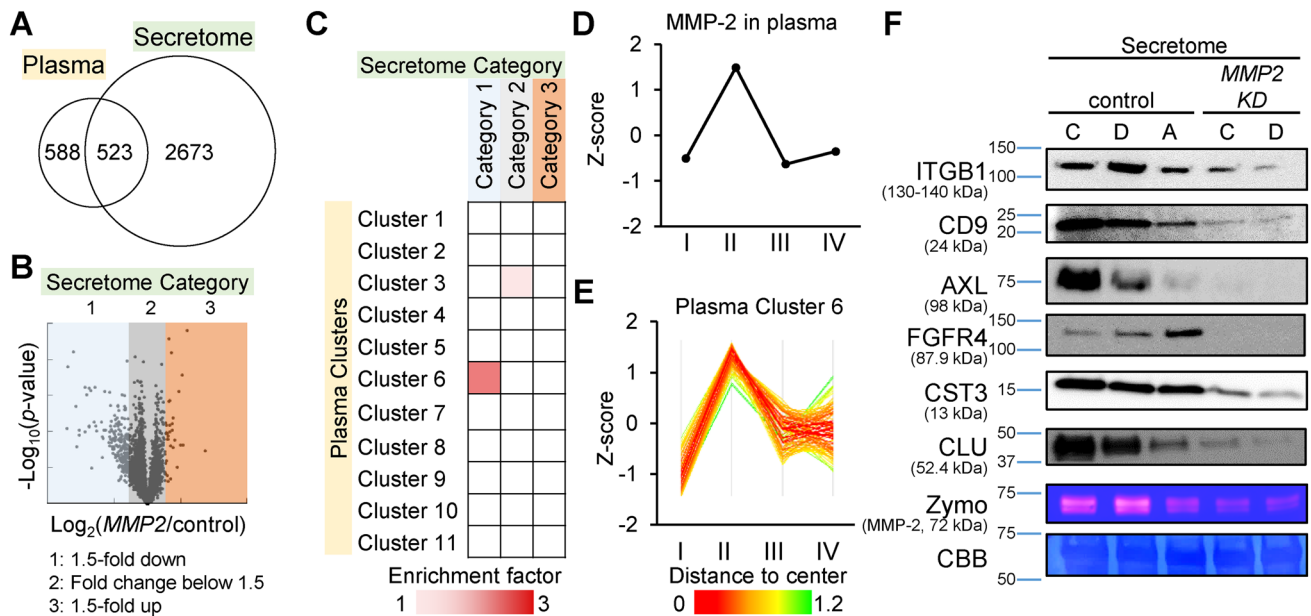 A
Secretome
Plasma
588
523
2673
B
Secretome Category
1
2
3
-Log10(p-value)
Log2(MMP2/control)
1: 1.5-fold down
2: Fold change below 1.5
3: 1.5-fold up
C
Secretome Category
Category 1
Category 2
Category 3
Plasma Clusters
Cluster 1
Cluster 2
Cluster 3
Cluster 4
Cluster 5
Cluster 6
Cluster 7
Cluster 8
Cluster 9
Cluster 10
Cluster 11
Enrichment factor
1
3
D
MMP-2 in plasma
Z-score
2
1
0
-1
-2
I
II
III
IV
E
Plasma Cluster 6
Z-score
2
1
0
-1
-2
I
II
III
IV
Distance to center
0
1.2
F
Secretome
control
MMP2
KD
C
D
A
C
D
150
ITGB1
100
(130-140 kDa)
25
CD9
20
(24 kDa)
AXL
75
(98 kDa)
150
FGFR4
100
(87.9 kDa)
CST3
15
(13 kDa)
50
CLU
37
(52.4 kDa)
75
Zymo
(MMP-2, 72 kDa)
75
CBB
50